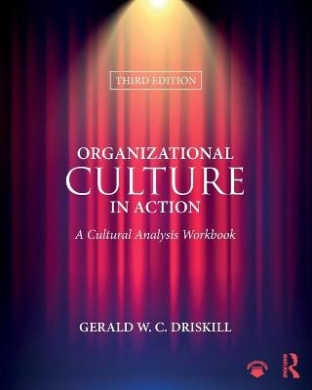 THIRD EDITION
ORGANIZATIONAL
CULTURE
IN ACTION
A Cultural Analysis Workbook
GERALD W. C. DRISKILL
R